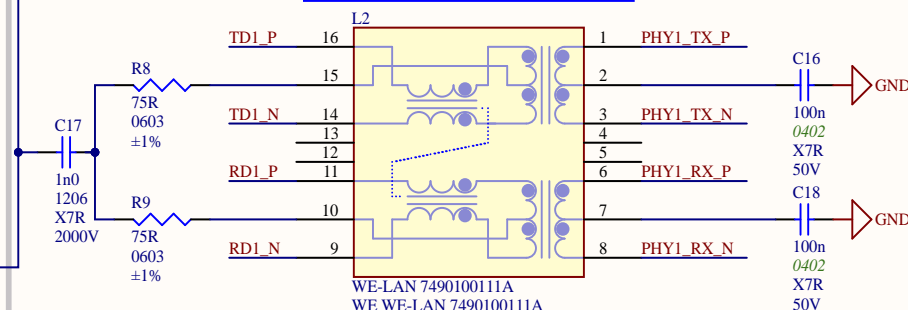 L2
TD1_P 16 1 PHY1_TX_P
15 2
TD1_N 14 3 PHY1_TX_N
13 4
12 5
RD1_P 11 6 PHY1_RX_P
10 7
RD1_N 9 8 PHY1_RX_N
WE-LAN 7490100111A
WE WE-LAN 7490100111A
R8
75R
0603
±1%
C17
1n0
1206
X7R
2000V
R9
75R
0603
±1%
C16
100n
0402
X7R
50V
GND
C18
100n
0402
X7R
50V
GND